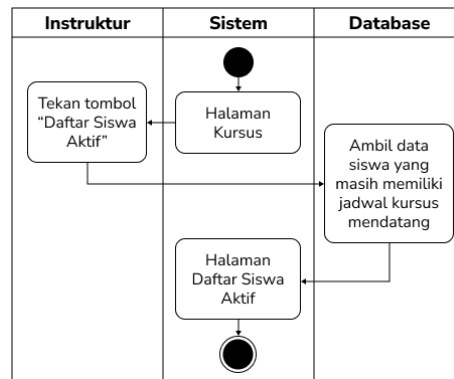 Instruktur
Sistem
Database
Halaman
Kursus
Tekan tombol
“Daftar Siswa
Aktif”
Ambil data
siswa yang
masih memiliki
jadwal kursus
mendatang
Halaman
Daftar Siswa
Aktif